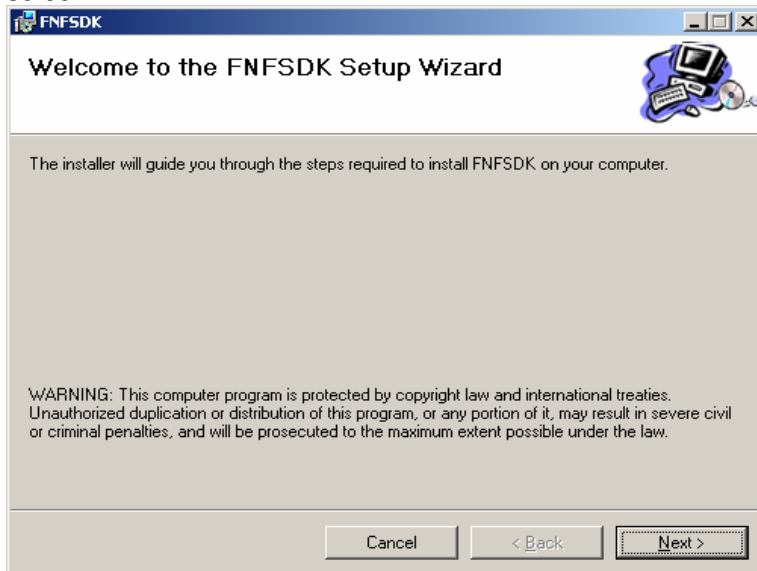 FNFSDK
Welcome to the FNFSDK Setup Wizard
The installer will guide you through the steps required to install FNFSDK on your computer.
WARNING: This computer program is protected by copyright law and international treaties.
Unauthorized duplication or distribution of this program, or any portion of it, may result in severe civil
or criminal penalties, and will be prosecuted to the maximum extent possible under the law.
Cancel
< Back
Next >